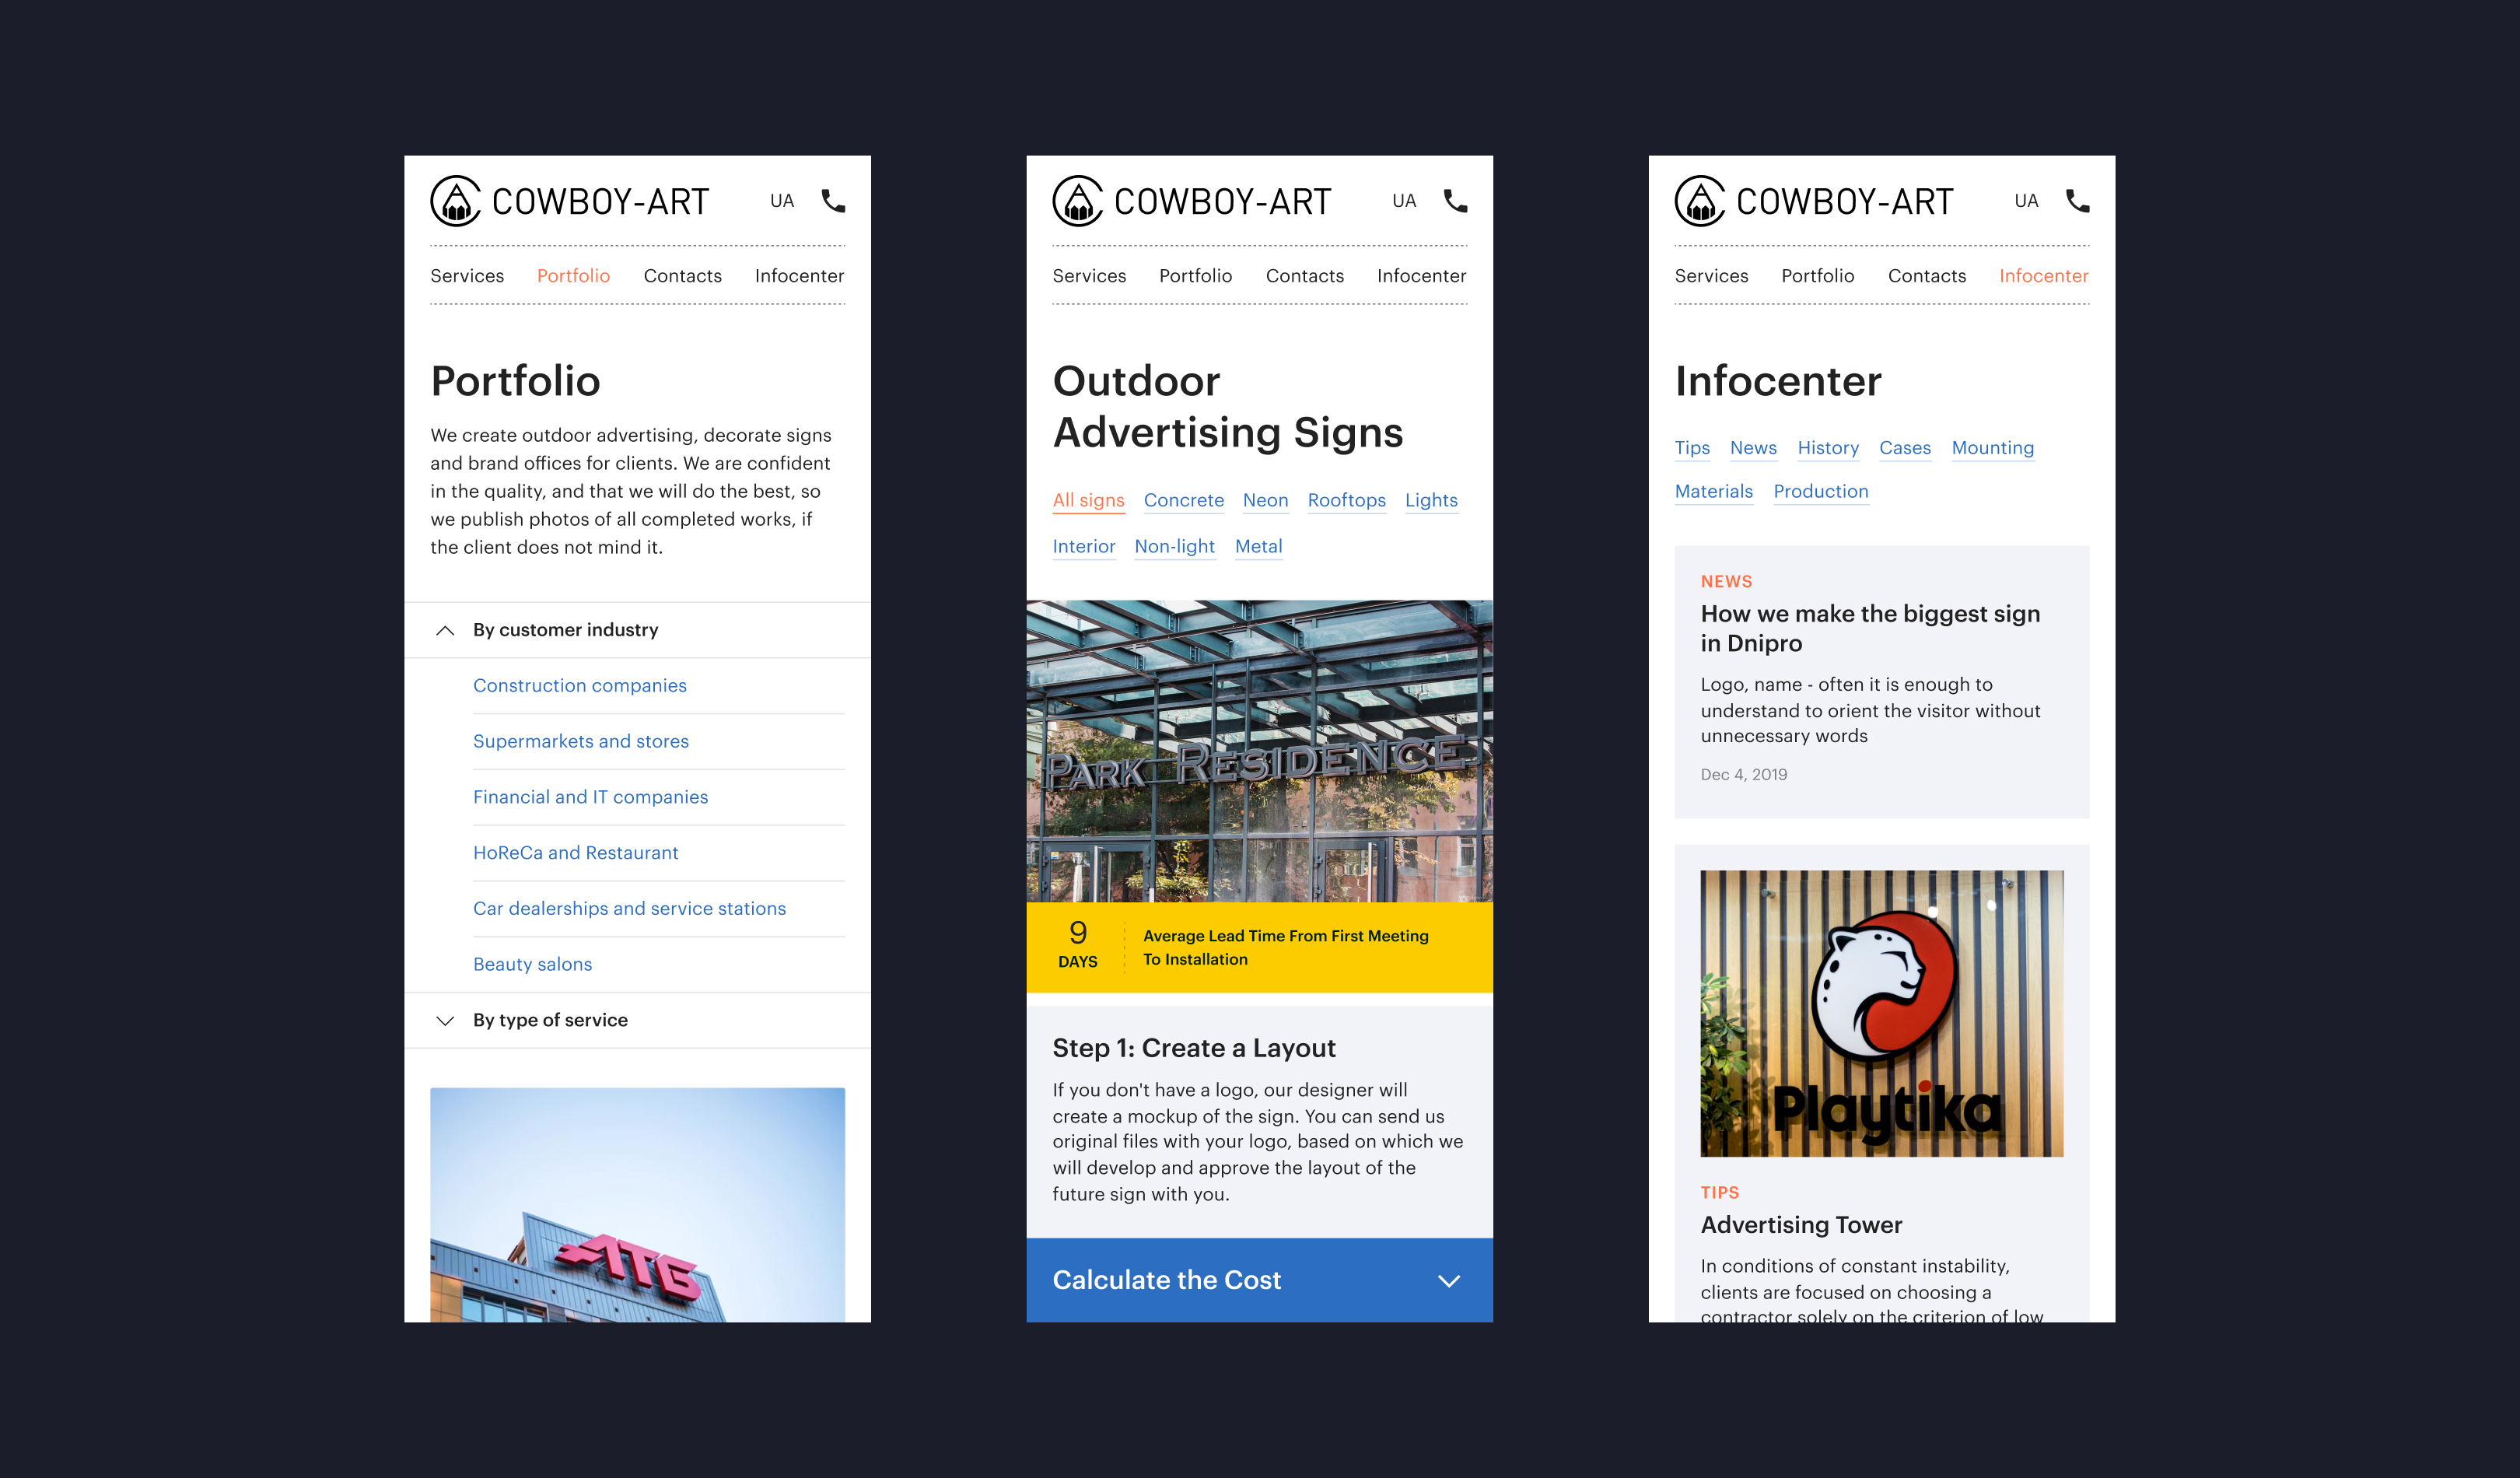 COWBOY-ART UA
Services Portfolio Contacts Infocenter
Portfolio
We create outdoor advertising, decorate signs
and brand offices for clients. We are confident
in the quality, and that we will do the best, so
we publish photos of all completed works, if
the client does not mind it.
By customer industry
Construction companies
Supermarkets and stores
Financial and IT companies
HoReCa and Restaurant
Car dealerships and service stations
Beauty salons
By type of service
АТБ
COWBOY-ART UA
Services Portfolio Contacts Infocenter
Outdoor
Advertising Signs
All signs Concrete Neon Rooftops Lights
Interior Non-light Metal
PARK RESIDENCE
9
DAYS
Average Lead Time From First Meeting
To Installation
Step 1: Create a Layout
If you don't have a logo, our designer will
create a mockup of the sign. You can send us
original files with your logo, based on which we
will develop and approve the layout of the
future sign with you.
Calculate the Cost
COWBOY-ART UA
Services Portfolio Contacts Infocenter
Infocenter
Tips News History Cases Mounting
Materials Production
NEWS
How we make the biggest sign
in Dnipro
Logo, name - often it is enough to
understand to orient the visitor without
unnecessary words
Dec 4, 2019
Playtika
TIPS
Advertising Tower
In conditions of constant instability,
clients are focused on choosing a
contractor solely on the criterion of low